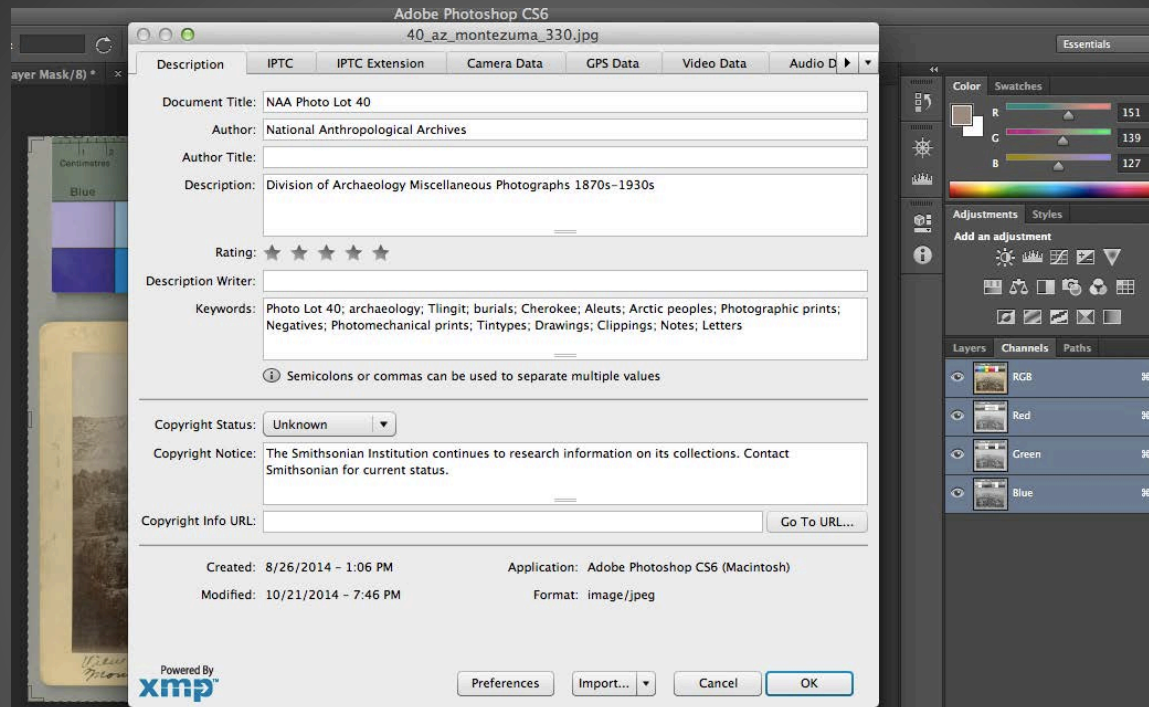 Adobe Photoshop CS6
40_az_montezuma_330.jpg
Essentials
ayer Mask/8) * ×
Description IPTC IPTC Extension Camera Data GPS Data Video Data Audio D
Document Title: NAA Photo Lot 40
Author: National Anthropological Archives
Author Title:
Description: Division of Archaeology Miscellaneous Photographs 1870s-1930s
Rating:
Description Writer:
Keywords: Photo Lot 40; archaeology; Tlingit; burials; Cherokee; Aleuts; Arctic peoples; Photographic prints;
Negatives; Photomechanical prints; Tintypes; Drawings; Clippings; Notes; Letters
Semicolons or commas can be used to separate multiple values
Copyright Status: Unknown
Copyright Notice: The Smithsonian Institution continues to research information on its collections. Contact
Smithsonian for current status.
Copyright Info URL: Go To URL...
Created: 8/26/2014 - 1:06 PM Application: Adobe Photoshop CS6 (Macintosh)
Modified: 10/21/2014 - 7:46 PM Format: image/jpeg
Powered By
xmp™
Preferences Import... Cancel OK
1 2
Centimetres
Blue
View
Color Swatches
R 151
G 139
B 127
Adjustments Styles
Add an adjustment
Layers Channels Paths
RGB
Red
Green
Blue